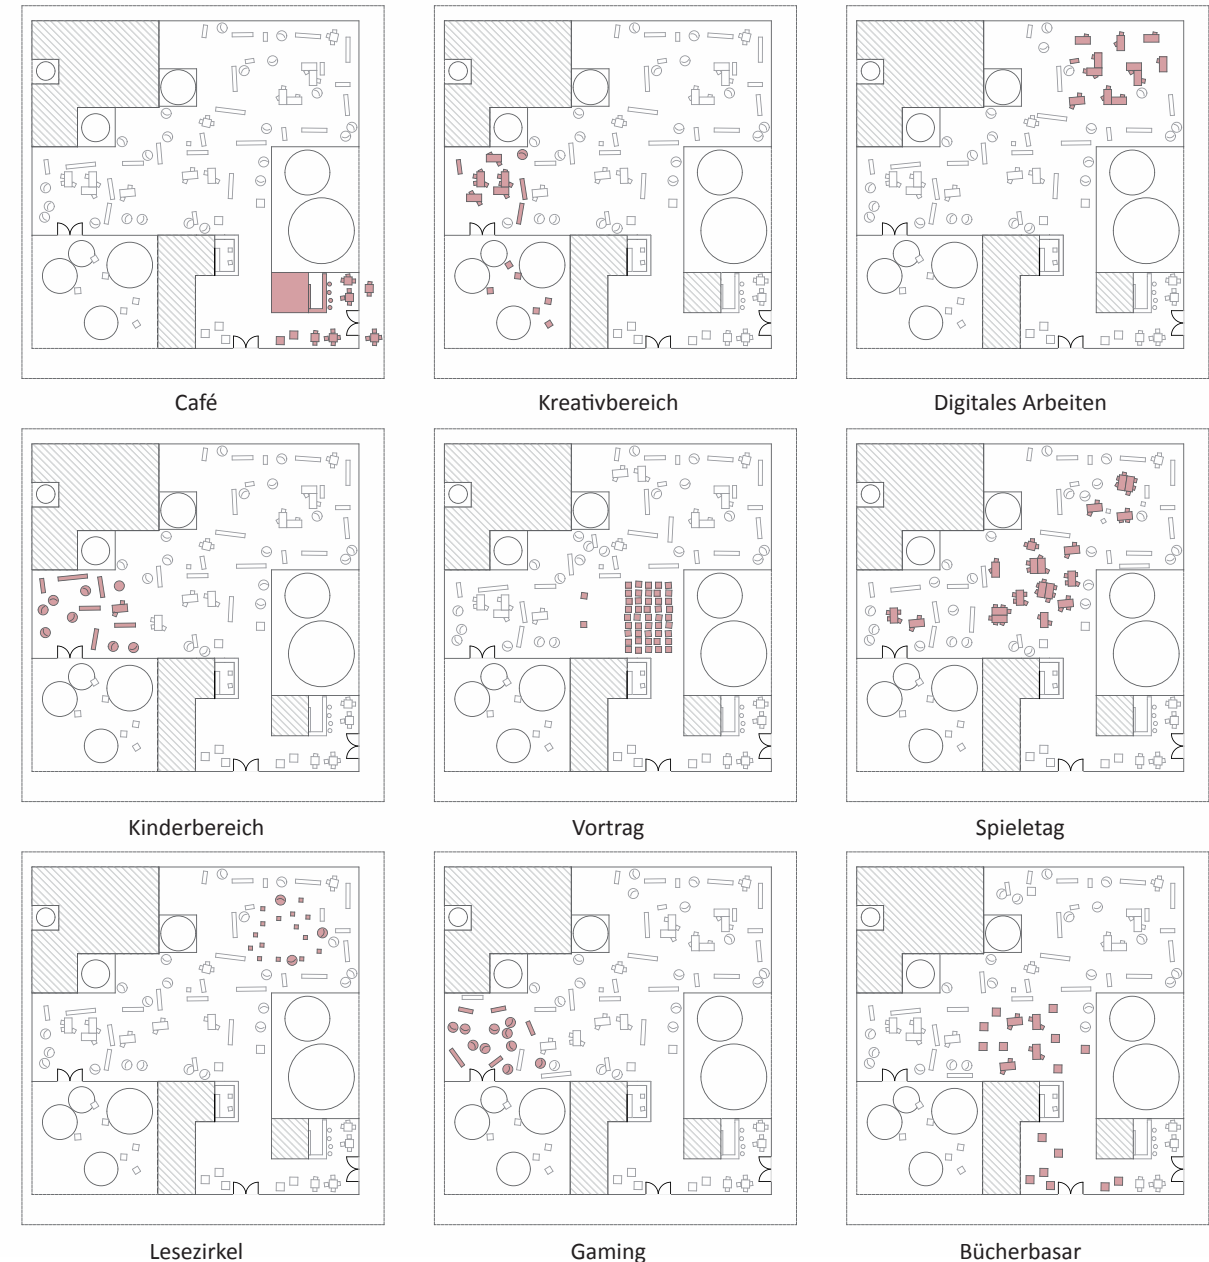 Café
Kreativbereich
Digitales Arbeiten
Kinderbereich
Vortrag
Spieletag
Lesezirkel
Gaming
Bücherbasar